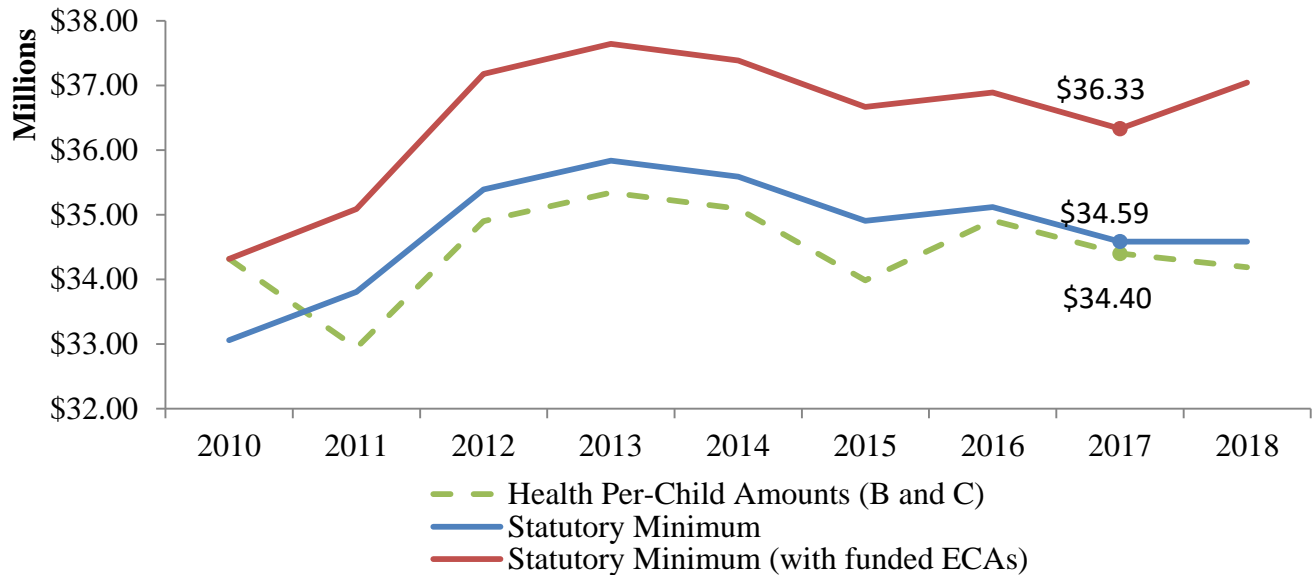 Millions
$38.00
$37.00
$36.00
$35.00
$34.00
$33.00
$32.00
$36.33
$34.59
$34.40
2010 2011 2012 2013 2014 2015 2016 2017 2018
Health Per-Child Amounts (B and C)
Statutory Minimum
Statutory Minimum (with funded ECAs)